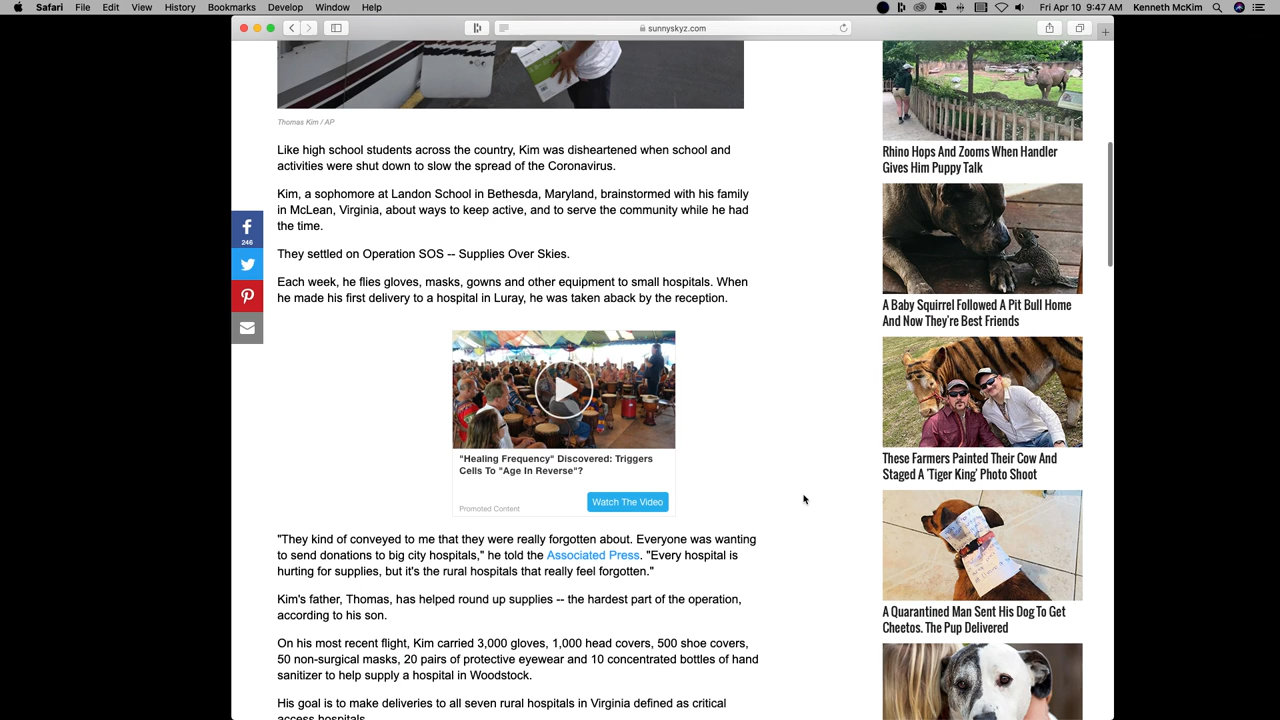 Safari File Edit View History Bookmarks Develop Window Help Fri Apr 10 9:47 AM Kenneth McKim
sunnyskyz.com
Thomas Kim / AP
Like high school students across the country, Kim was disheartened when school and
activities were shut down to slow the spread of the Coronavirus.
Kim, a sophomore at Landon School in Bethesda, Maryland, brainstormed with his family
in McLean, Virginia, about ways to keep active, and to serve the community while he had
the time.
They settled on Operation SOS -- Supplies Over Skies.
Each week, he flies gloves, masks, gowns and other equipment to small hospitals. When
he made his first delivery to a hospital in Luray, he was taken aback by the reception.
246
"Healing Frequency" Discovered: Triggers
Cells To "Age In Reverse"?
Watch The Video
Promoted Content
"They kind of conveyed to me that they were really forgotten about. Everyone was wanting
to send donations to big city hospitals," he told the Associated Press. "Every hospital is
hurting for supplies, but it's the rural hospitals that really feel forgotten."
Kim's father, Thomas, has helped round up supplies -- the hardest part of the operation,
according to his son.
On his most recent flight, Kim carried 3,000 gloves, 1,000 head covers, 500 shoe covers,
50 non-surgical masks, 20 pairs of protective eyewear and 10 concentrated bottles of hand
sanitizer to help supply a hospital in Woodstock.
His goal is to make deliveries to all seven rural hospitals in Virginia defined as critical
access hospitals.
Rhino Hops And Zooms When Handler
Gives Him Puppy Talk
A Baby Squirrel Followed A Pit Bull Home
And Now They're Best Friends
These Farmers Painted Their Cow And
Staged A 'Tiger King' Photo Shoot
A Quarantined Man Sent His Dog To Get
Cheetos. The Pup Delivered